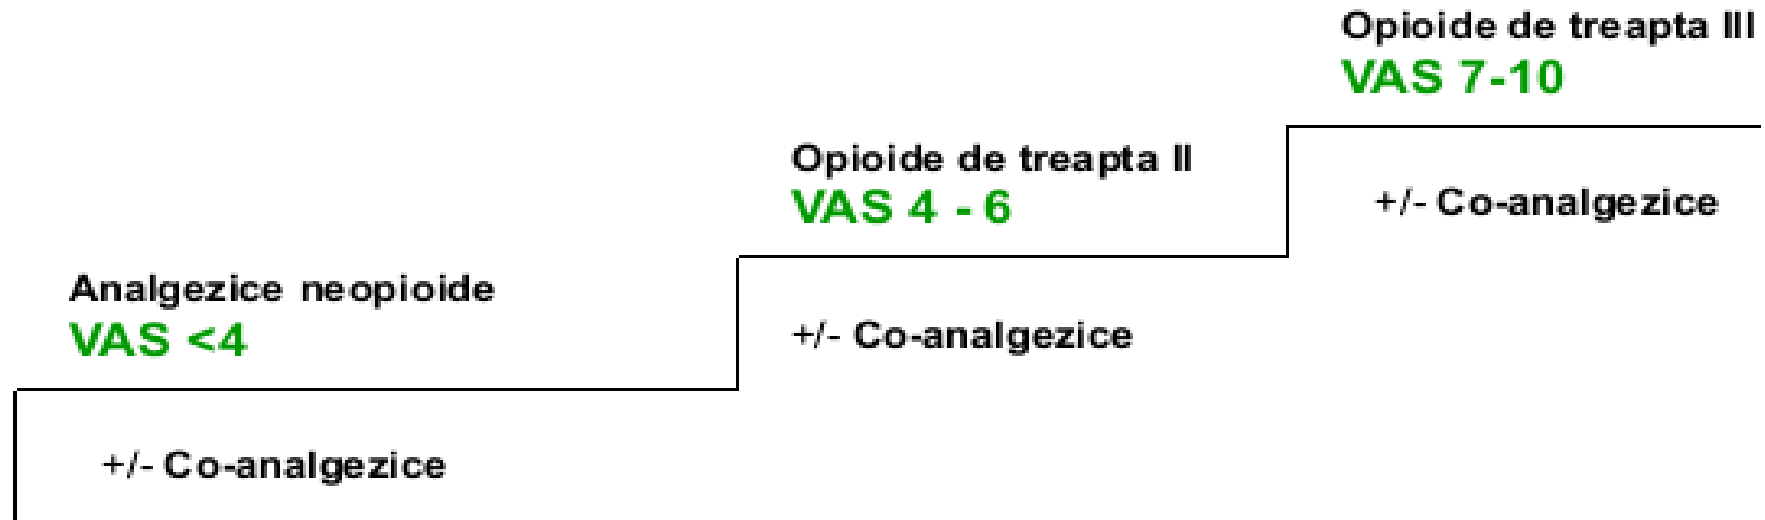 Opioide de treapta III
VAS 7-10
Opioide de treapta II
VAS 4 - 6
+/- Co-analgezice
Analgezice neopioide
VAS <4
+/- Co-analgezice
+/- Co-analgezice